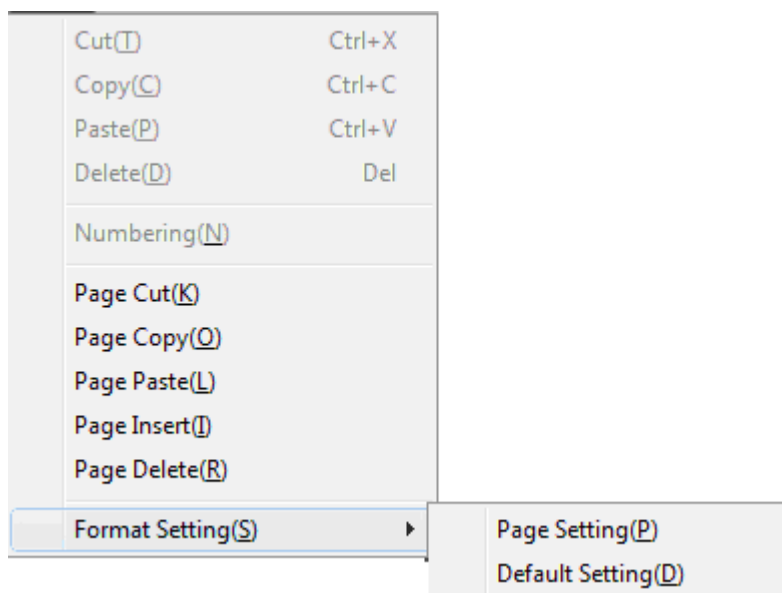 Cut(T) Ctrl+X
Copy(C) Ctrl+C
Paste(P) Ctrl+V
Delete(D) Del
Numbering(N)
Page Cut(K)
Page Copy(O)
Page Paste(L)
Page Insert(I)
Page Delete(R)
Format Setting(S)
Page Setting(P)
Default Setting(D)